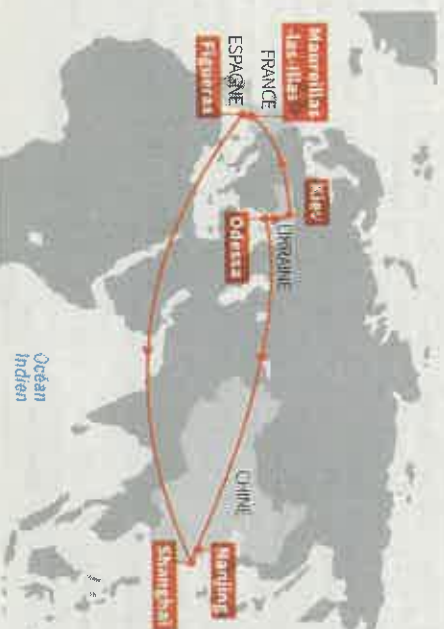 Maureillas
-las-Illas
FRANCE
ESPAGNE
Figueras
Kiev
UKRAINE
Odessa
CHINE
Nanjing
Shanghai
Océan
Indien